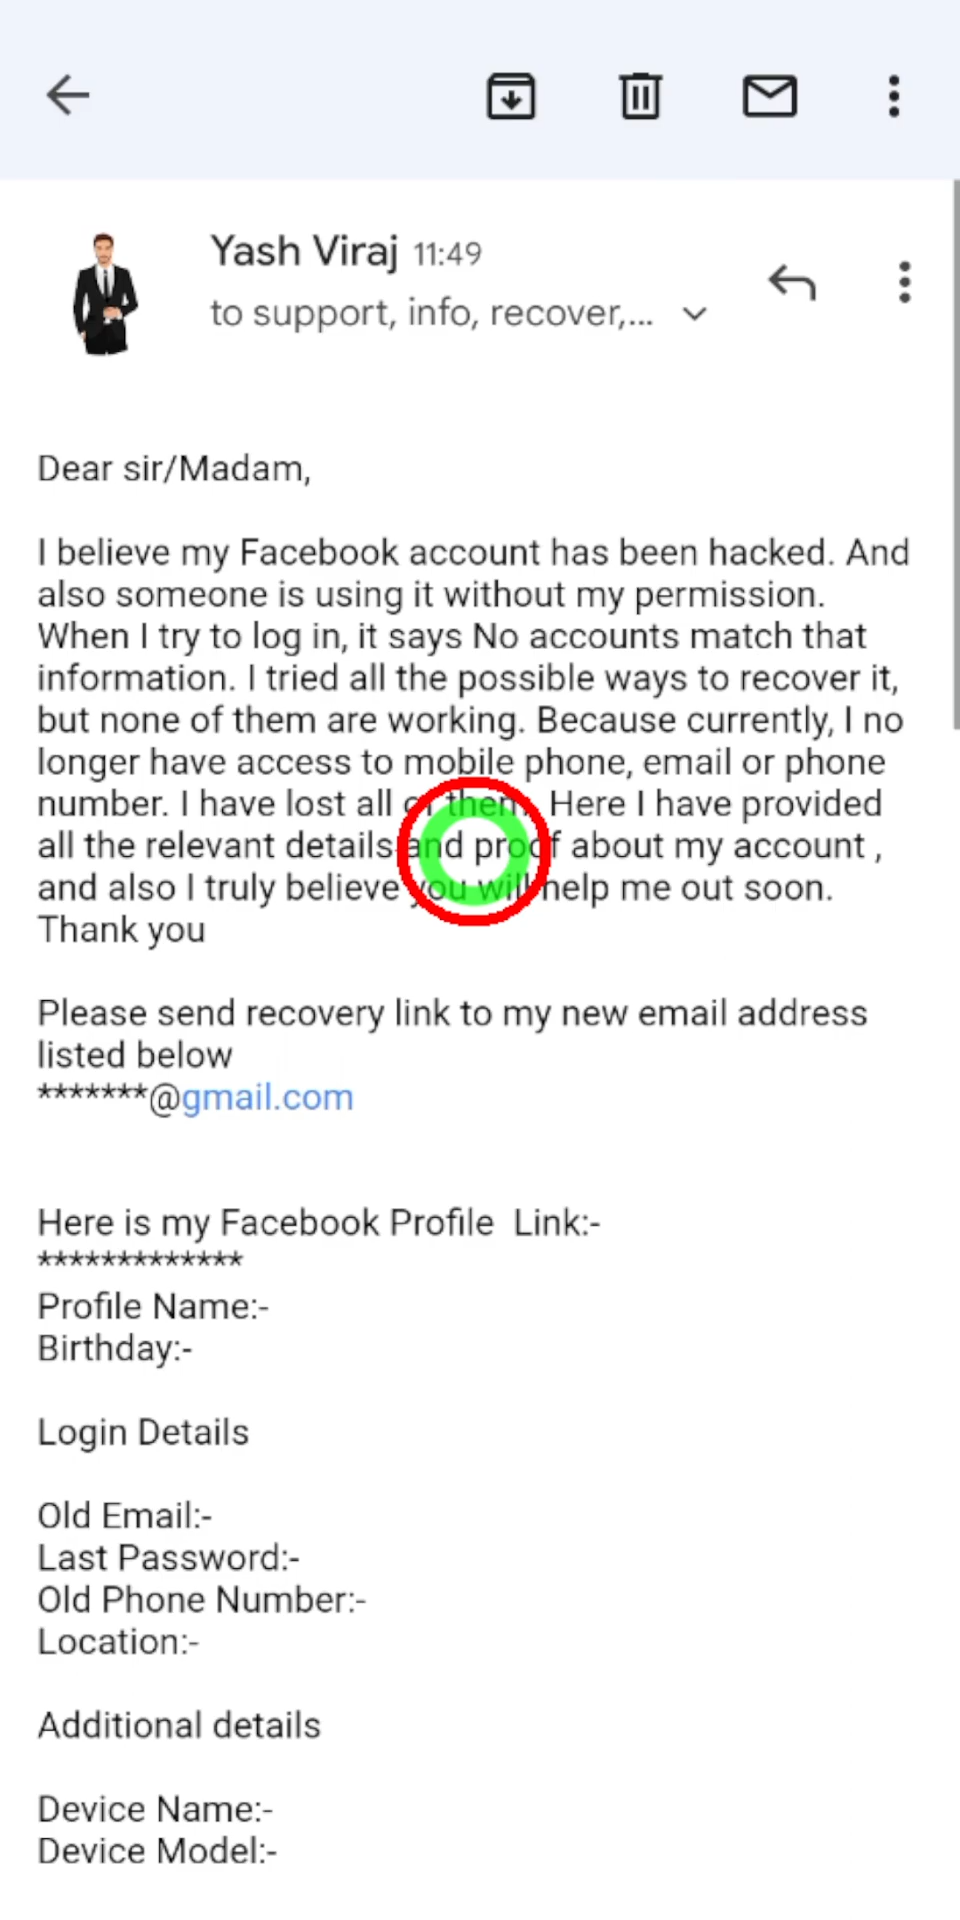 Yash Viraj 11:49
to support, info, recover,...
Dear sir/Madam,
I believe my Facebook account has been hacked. And
also someone is using it without my permission.
When I try to log in, it says No accounts match that
information. I tried all the possible ways to recover it,
but none of them are working. Because currently, I no
longer have access to mobile phone, email or phone
number. I have lost all of them. Here I have provided
all the relevant details and proof about my account ,
and also I truly believe you will help me out soon.
Thank you
Please send recovery link to my new email address
listed below
*******@gmail.com
Here is my Facebook Profile  Link:-
*************
Profile Name:-
Birthday:-
Login Details
Old Email:-
Last Password:-
Old Phone Number:-
Location:-
Additional details
Device Name:-
Device Model:-